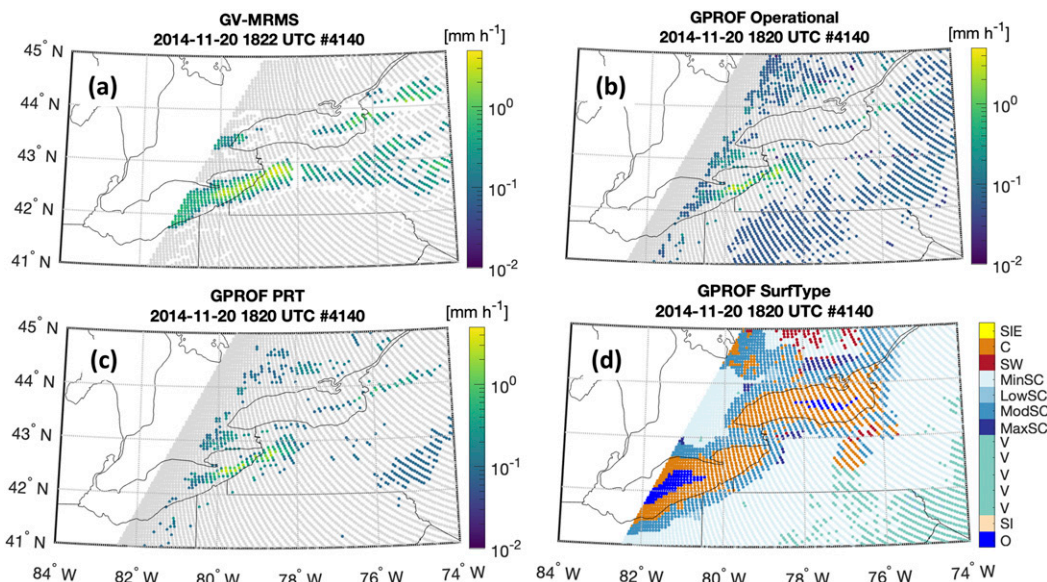 GV-MRMS
2014-11-20 1822 UTC #4140
[mm h⁻¹]
(a)
45° N
44° N
43° N
42° N
41° N
10⁰
10⁻¹
10⁻²
GPROF Operational
2014-11-20 1820 UTC #4140
[mm h⁻¹]
(b)
10⁰
10⁻¹
10⁻²
GPROF PRT
2014-11-20 1820 UTC #4140
[mm h⁻¹]
(c)
45° N
44° N
43° N
42° N
41° N
84° W 82° W 80° W 78° W 76° W 74° W
10⁰
10⁻¹
10⁻²
GPROF SurfType
2014-11-20 1820 UTC #4140
(d)
84° W 82° W 80° W 78° W 76° W 74° W
SIE
C
SW
MinSC
LowSC
ModSC
MaxSC
V
V
V
V
V
SI
O